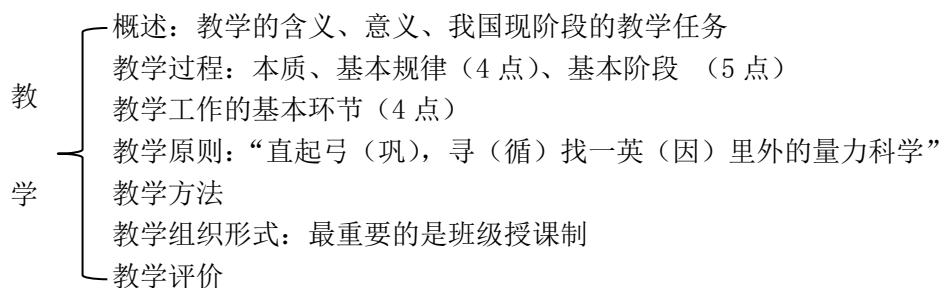 概述：教学的含义、意义、我国现阶段的教学任务
教学过程：本质、基本规律（4 点）、基本阶段 （5 点）
教
教学工作的基本环节（4 点）
教学原则：“直起弓（巩），寻（循）找一英（因）里外的量力科学”
学
教学方法
教学组织形式：最重要的是班级授课制
教学评价